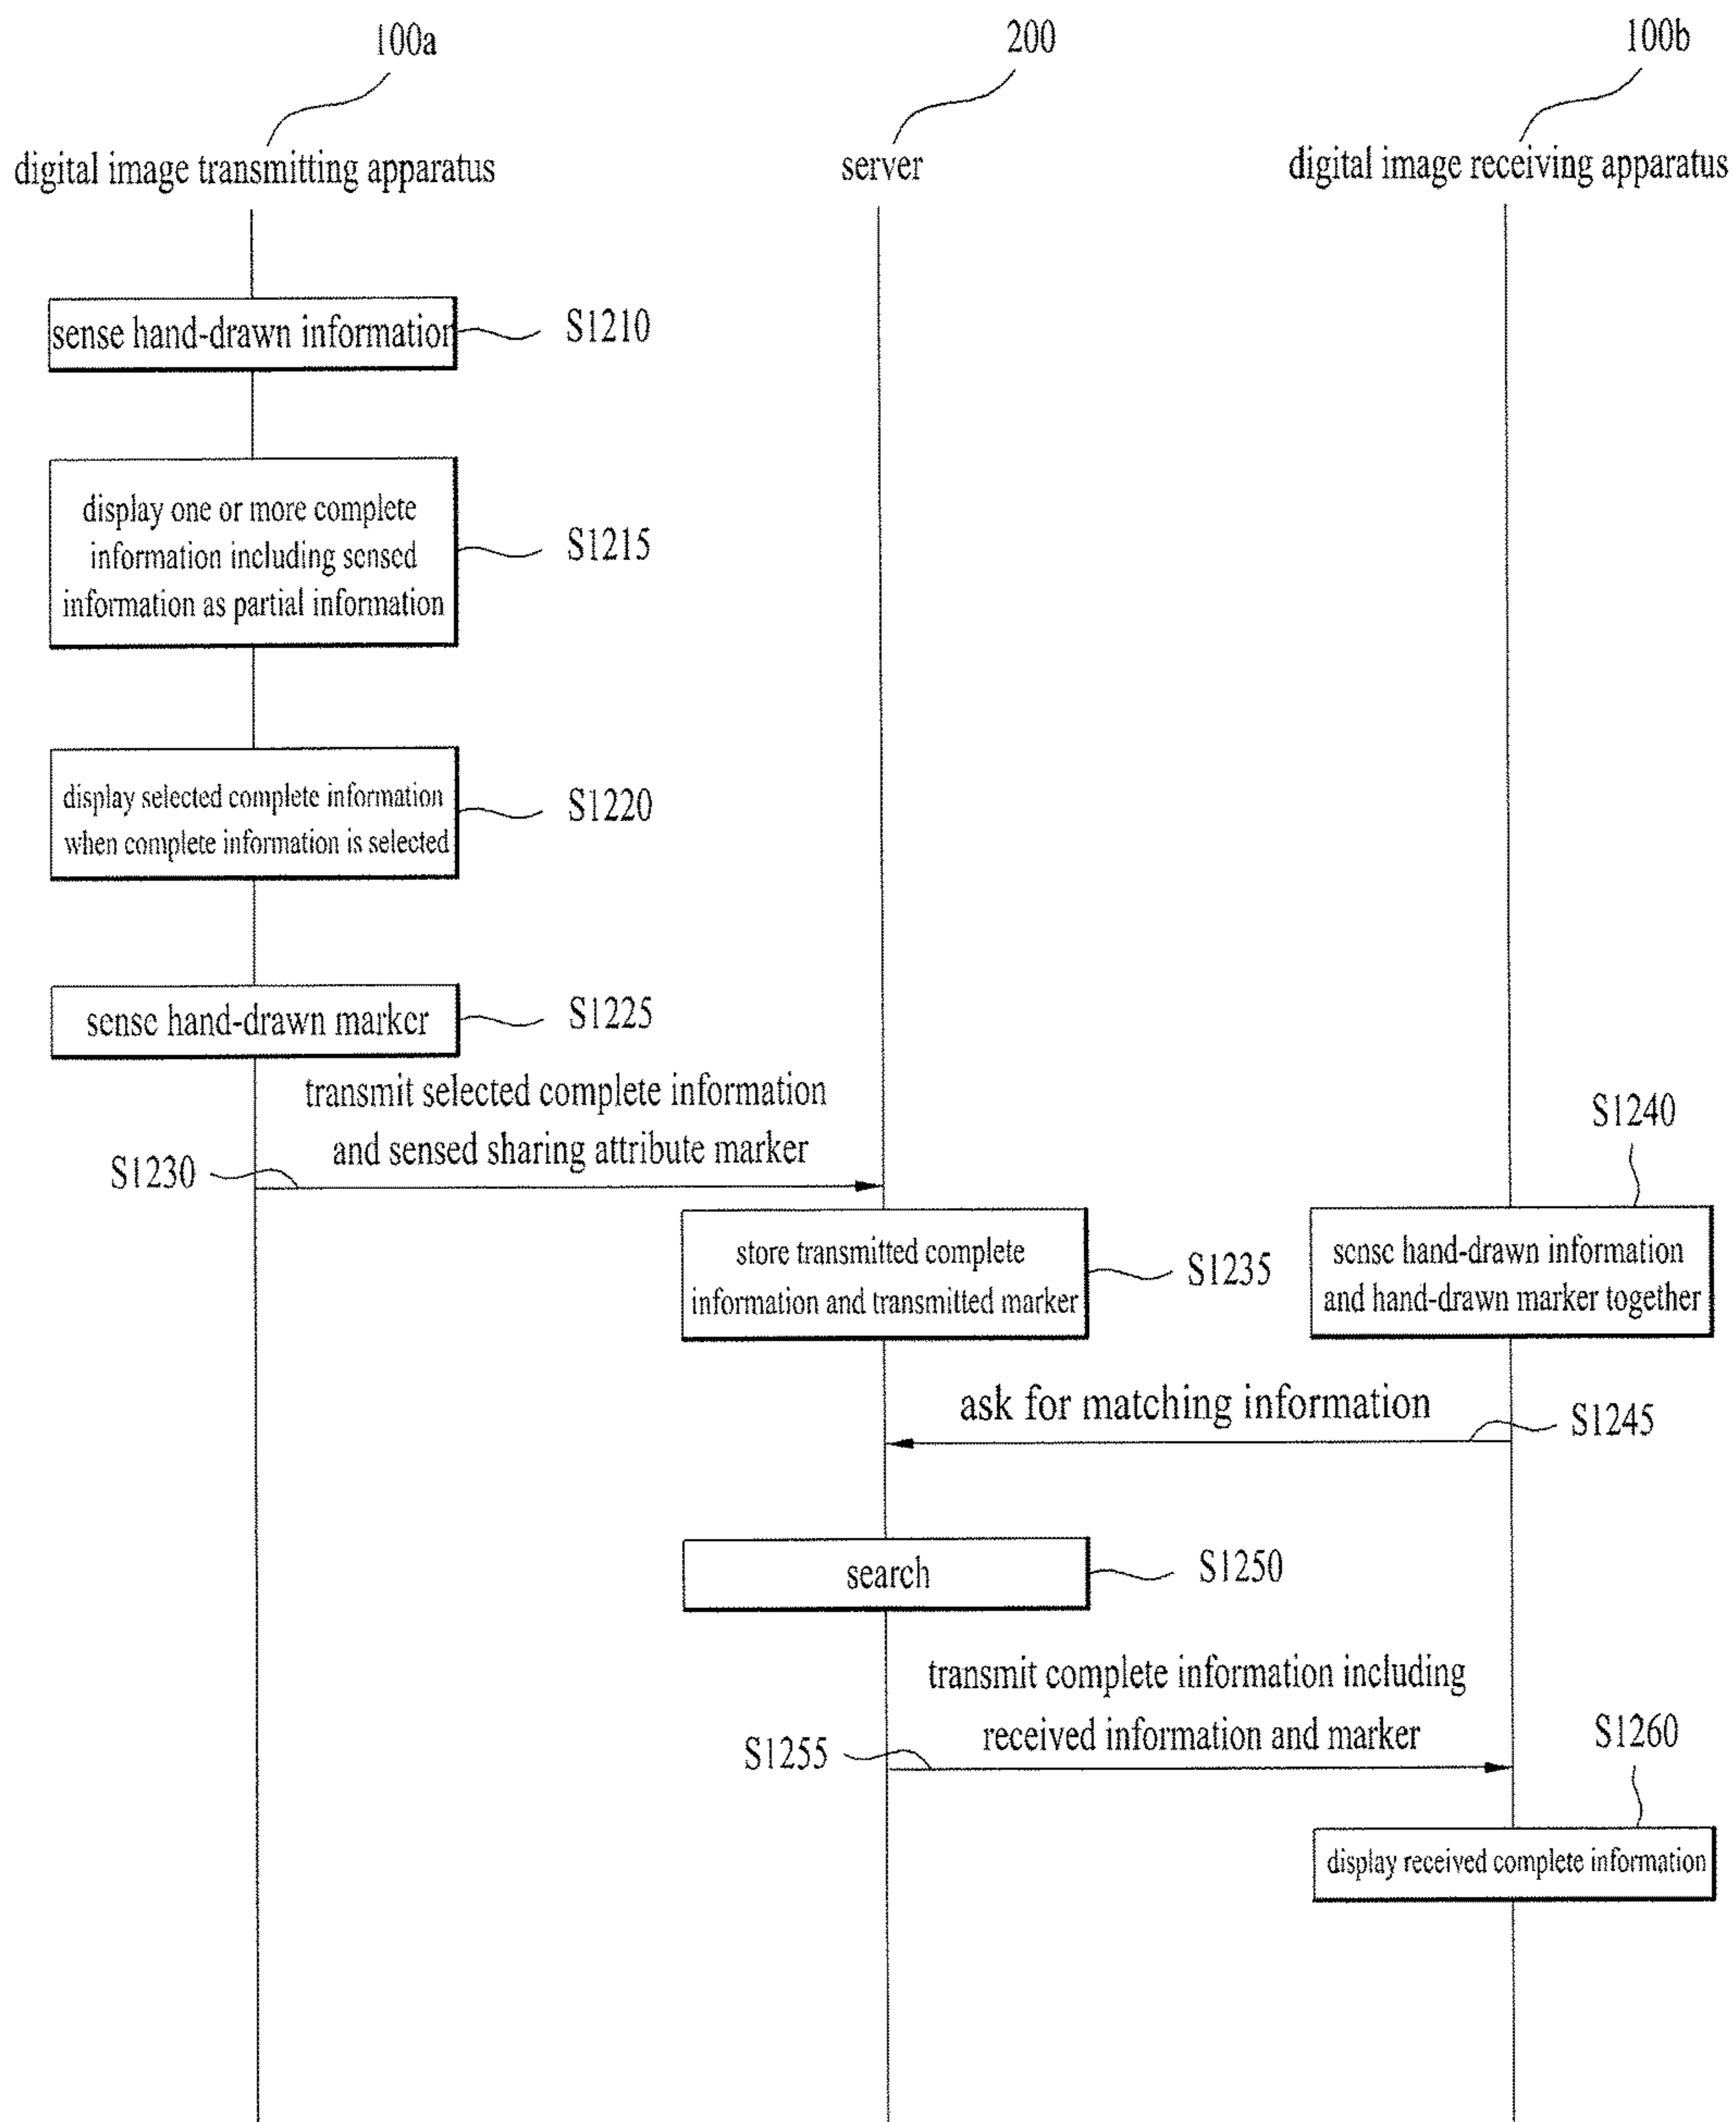 100a
200
100b
digital image transmitting apparatus
server
digital image receiving apparatus
sense hand-drawn information
S1210
display one or more complete
information including sensed
information as partial information
S1215
display selected complete information
when complete information is selected
S1220
sense hand-drawn marker
S1225
transmit selected complete information
and sensed sharing attribute marker
S1230
S1240
store transmitted complete
information and transmitted marker
S1235
sense hand-drawn information
and hand-drawn marker together
ask for matching information
S1245
search
S1250
transmit complete information including
received information and marker
S1255
S1260
display received complete information